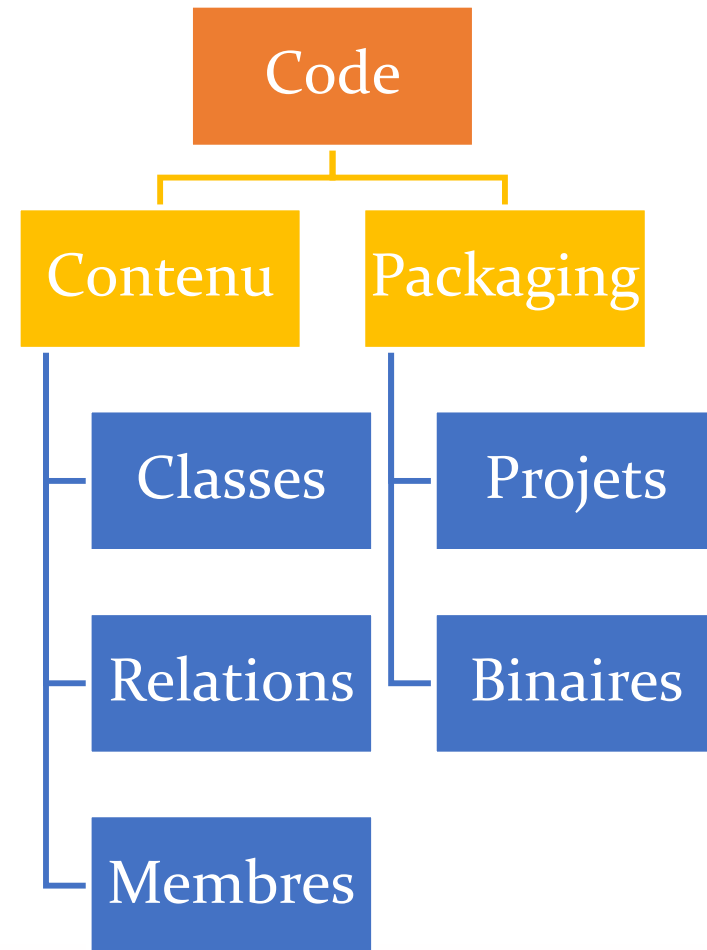 Code
Contenu
Packaging
Classes
Projets
Relations
Binaires
Membres